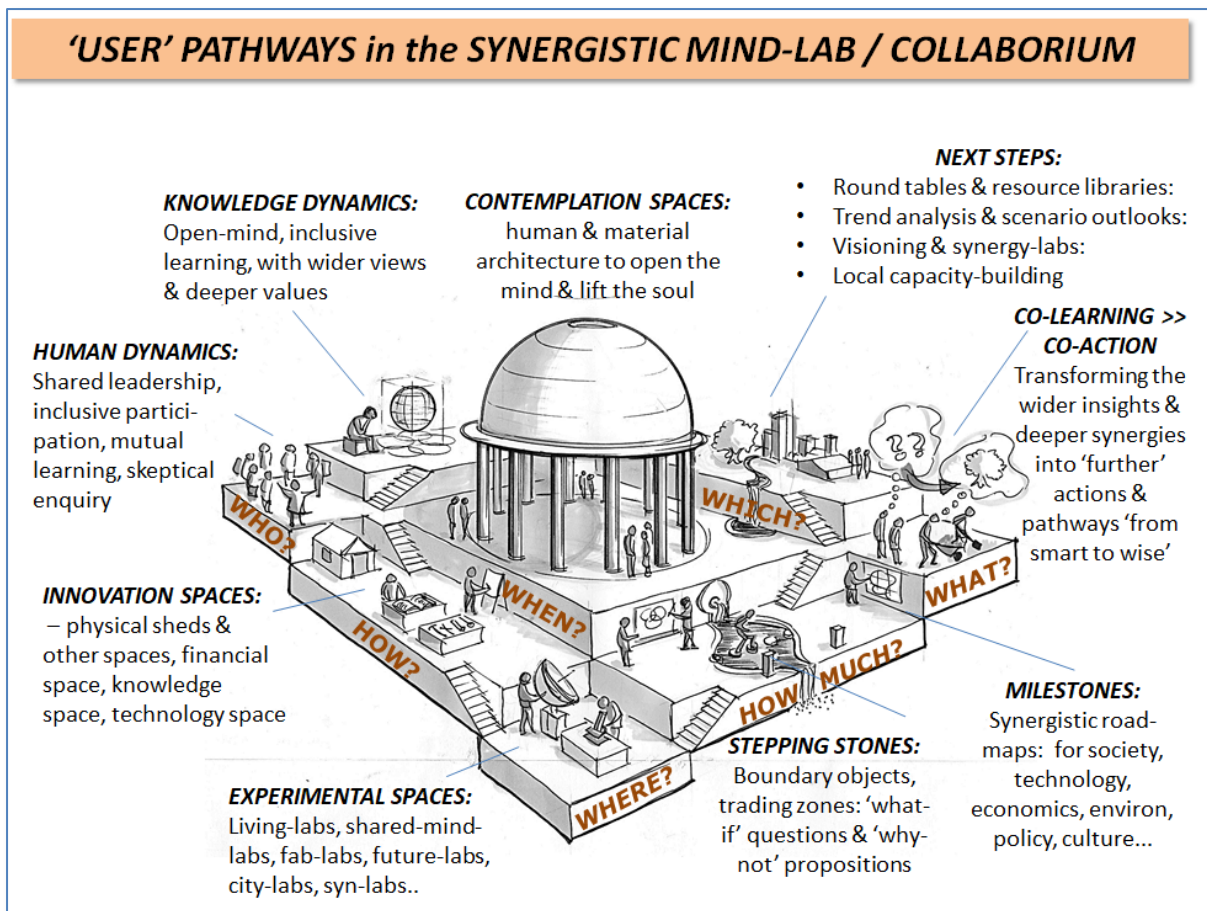 'USER' PATHWAYS in the SYNERGISTIC MIND-LAB / COLLABORIUM
KNOWLEDGE DYNAMICS:
Open-mind, inclusive
learning, with wider views
& deeper values
CONTEMPLATION SPACES:
human & material
architecture to open the
mind & lift the soul
NEXT STEPS:
• Round tables & resource libraries:
• Trend analysis & scenario outlooks:
• Visioning & synergy-labs:
• Local capacity-building
HUMAN DYNAMICS:
Shared leadership,
inclusive partici-
pation, mutual
learning, skeptical
enquiry
CO-LEARNING >>
CO-ACTION
Transforming the
wider insights &
deeper synergies
into 'further'
actions &
pathways 'from
smart to wise'
??
WHO?
WHICH?
WHEN?
WHAT?
HOW?
HOW MUCH?
WHERE?
INNOVATION SPACES:
– physical sheds &
other spaces, financial
space, knowledge
space, technology space
EXPERIMENTAL SPACES:
Living-labs, shared-mind-
labs, fab-labs, future-labs,
city-labs, syn-labs..
STEPPING STONES:
Boundary objects,
trading zones: 'what-
if' questions & 'why-
not' propositions
MILESTONES:
Synergistic road-
maps: for society,
technology,
economics, environ,
policy, culture...